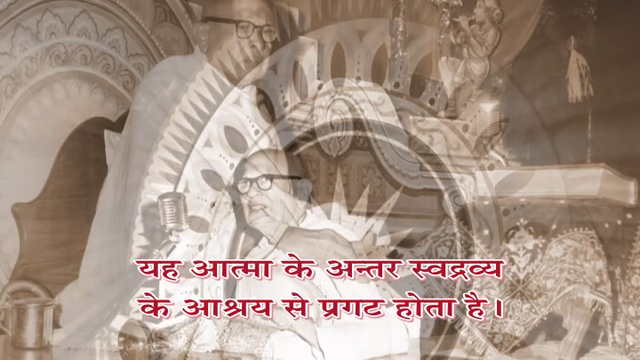 यह आत्मा के अन्तर स्वद्रव्य
के आश्रय से प्रगट होता है।